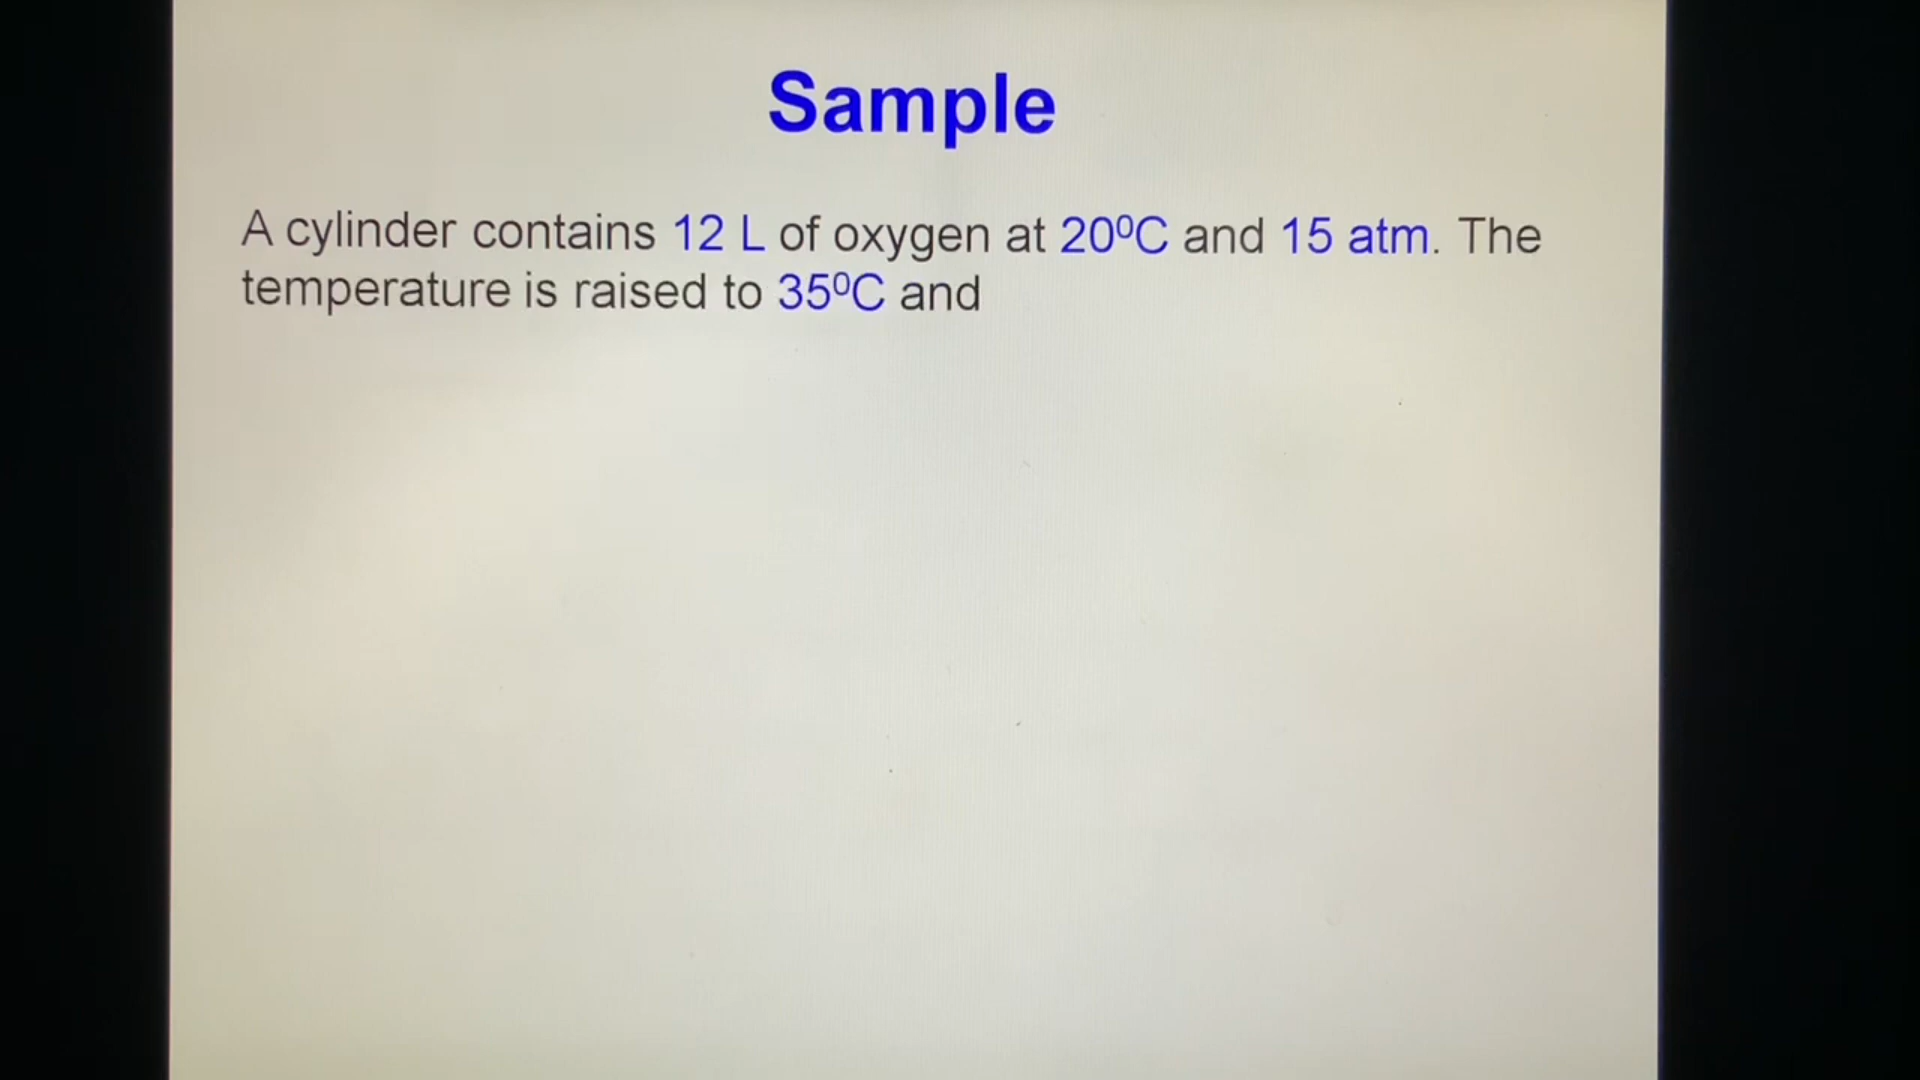 Sample
A cylinder contains 12 L of oxygen at 20⁰C and 15 atm. The
temperature is raised to 35⁰C and